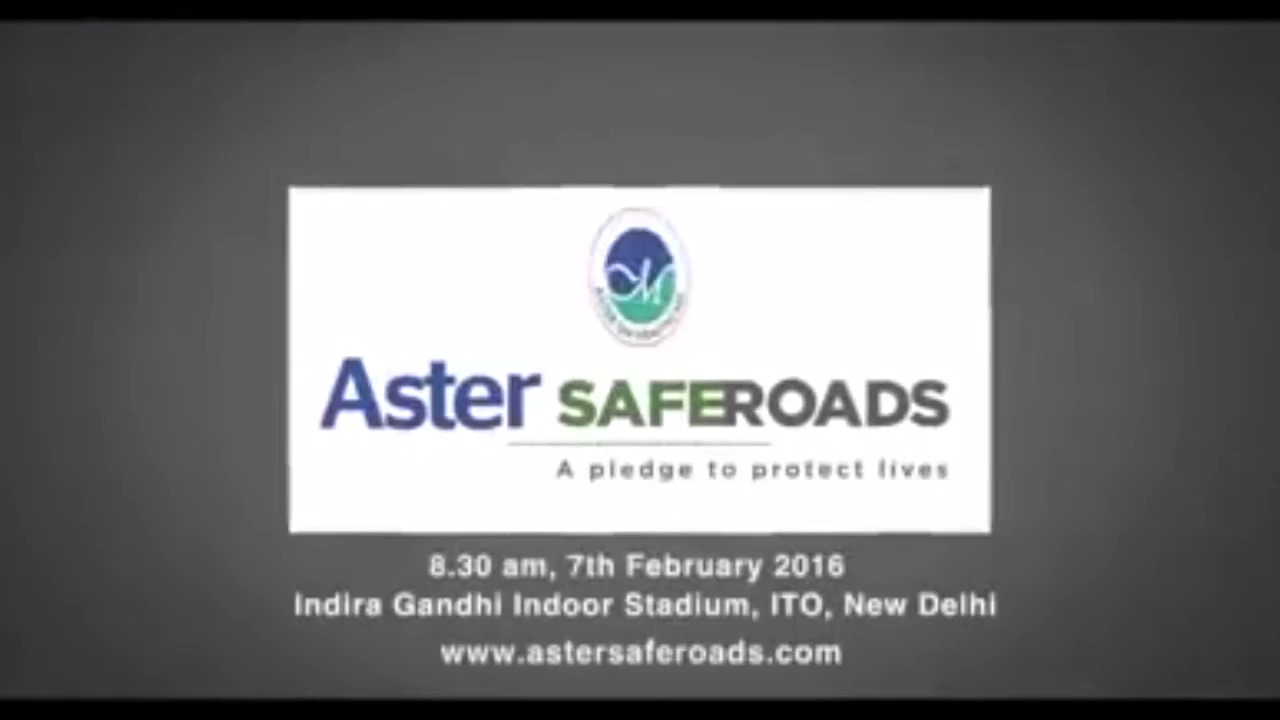 Aster SAFEROADS
A pledge to protect lives
8.30 am, 7th February 2016
Indira Gandhi Indoor Stadium, ITO, New Delhi
www.astersaferoads.com